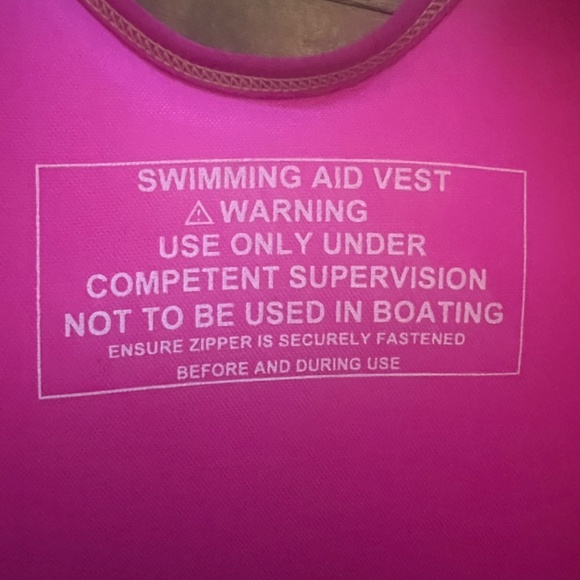 SWIMMING AID VEST
⚠ WARNING
USE ONLY UNDER
COMPETENT SUPERVISION
NOT TO BE USED IN BOATING
ENSURE ZIPPER IS SECURELY FASTENED
BEFORE AND DURING USE